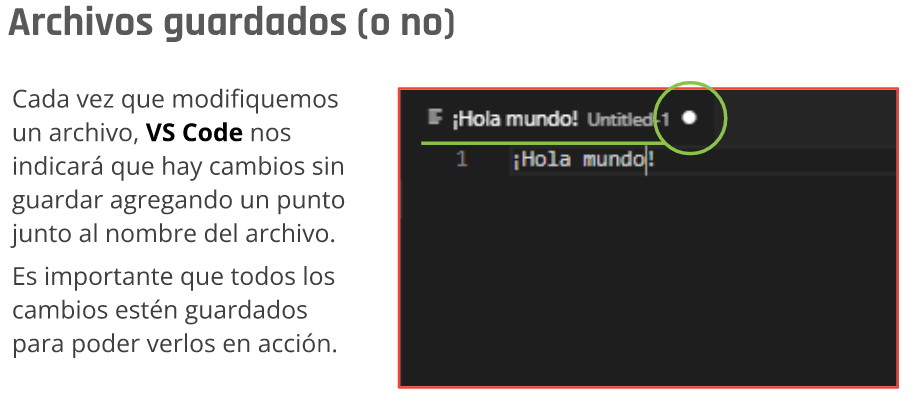 Archivos guardados (o no)
Cada vez que modifiquemos
un archivo, VS Code nos
indicará que hay cambios sin
guardar agregando un punto
junto al nombre del archivo.
Es importante que todos los
cambios estén guardados
para poder verlos en acción.
¡Hola mundo! Untitled-1
1 ¡Hola mundo!